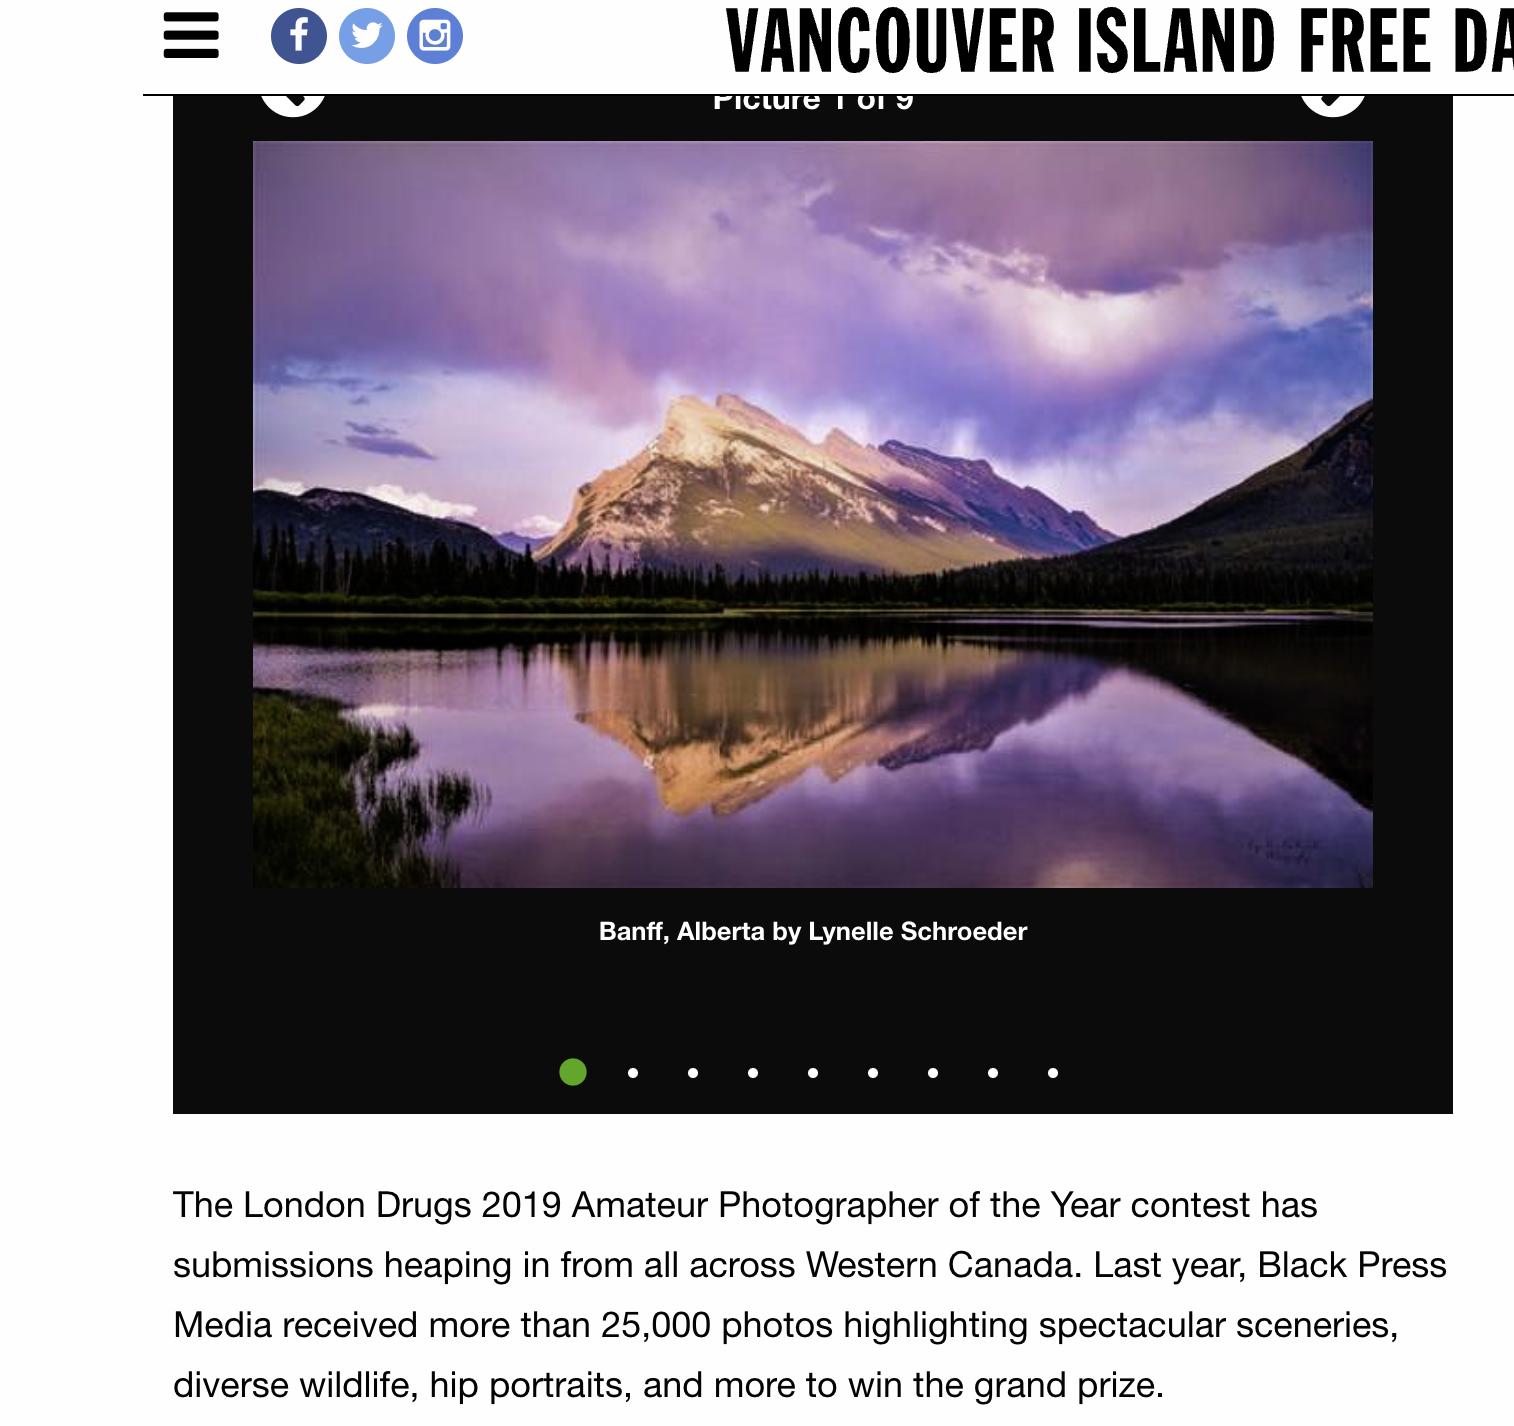 VANCOUVER ISLAND FREE DA
Picture 1 of 9
Banff, Alberta by Lynelle Schroeder
The London Drugs 2019 Amateur Photographer of the Year contest has
submissions heaping in from all across Western Canada. Last year, Black Press
Media received more than 25,000 photos highlighting spectacular sceneries,
diverse wildlife, hip portraits, and more to win the grand prize.